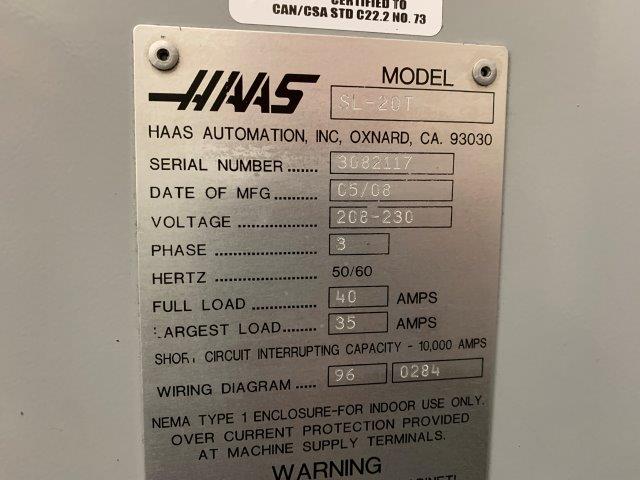 CERTIFIED TO
CAN/CSA STD C22.2 NO. 73
HAAS
MODEL
SL-20T
HAAS AUTOMATION, INC, OXNARD, CA. 93030
SERIAL NUMBER ....... 3082117
DATE OF MFG ............ 05/08
VOLTAGE ................... 208-230
PHASE ........................ 3
HERTZ ........................ 50/60
FULL LOAD ............... 40 AMPS
LARGEST LOAD........ 35 AMPS
SHORT CIRCUIT INTERRUPTING CAPACITY - 10,000 AMPS
WIRING DIAGRAM ...... 96 0284
NEMA TYPE 1 ENCLOSURE-FOR INDOOR USE ONLY.
OVER CURRENT PROTECTION PROVIDED
AT MACHINE SUPPLY TERMINALS.
WARNING